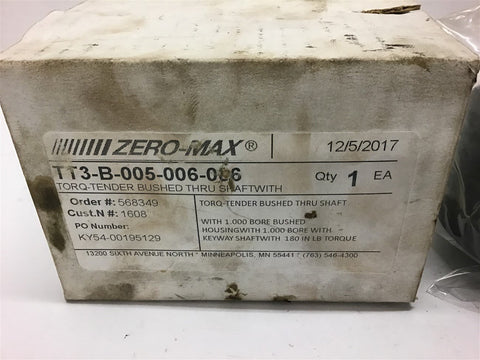 ZERO-MAX®
12/5/2017
TT3-B-005-006-086
Qty 1 EA
TORQ-TENDER BUSHED THRU SHAFTWITH
Order #: 568349
Cust.N #: 1608
PO Number:
KY54-00195129
TORQ-TENDER BUSHED THRU SHAFT
WITH 1.000 BORE BUSHED
HOUSINGWITH 1.000 BORE WITH
KEYWAY SHAFTWITH 180 IN LB TORQUE
13200 SIXTH AVENUE NORTH * MINNEAPOLIS, MN 55441 * (763) 546-4300